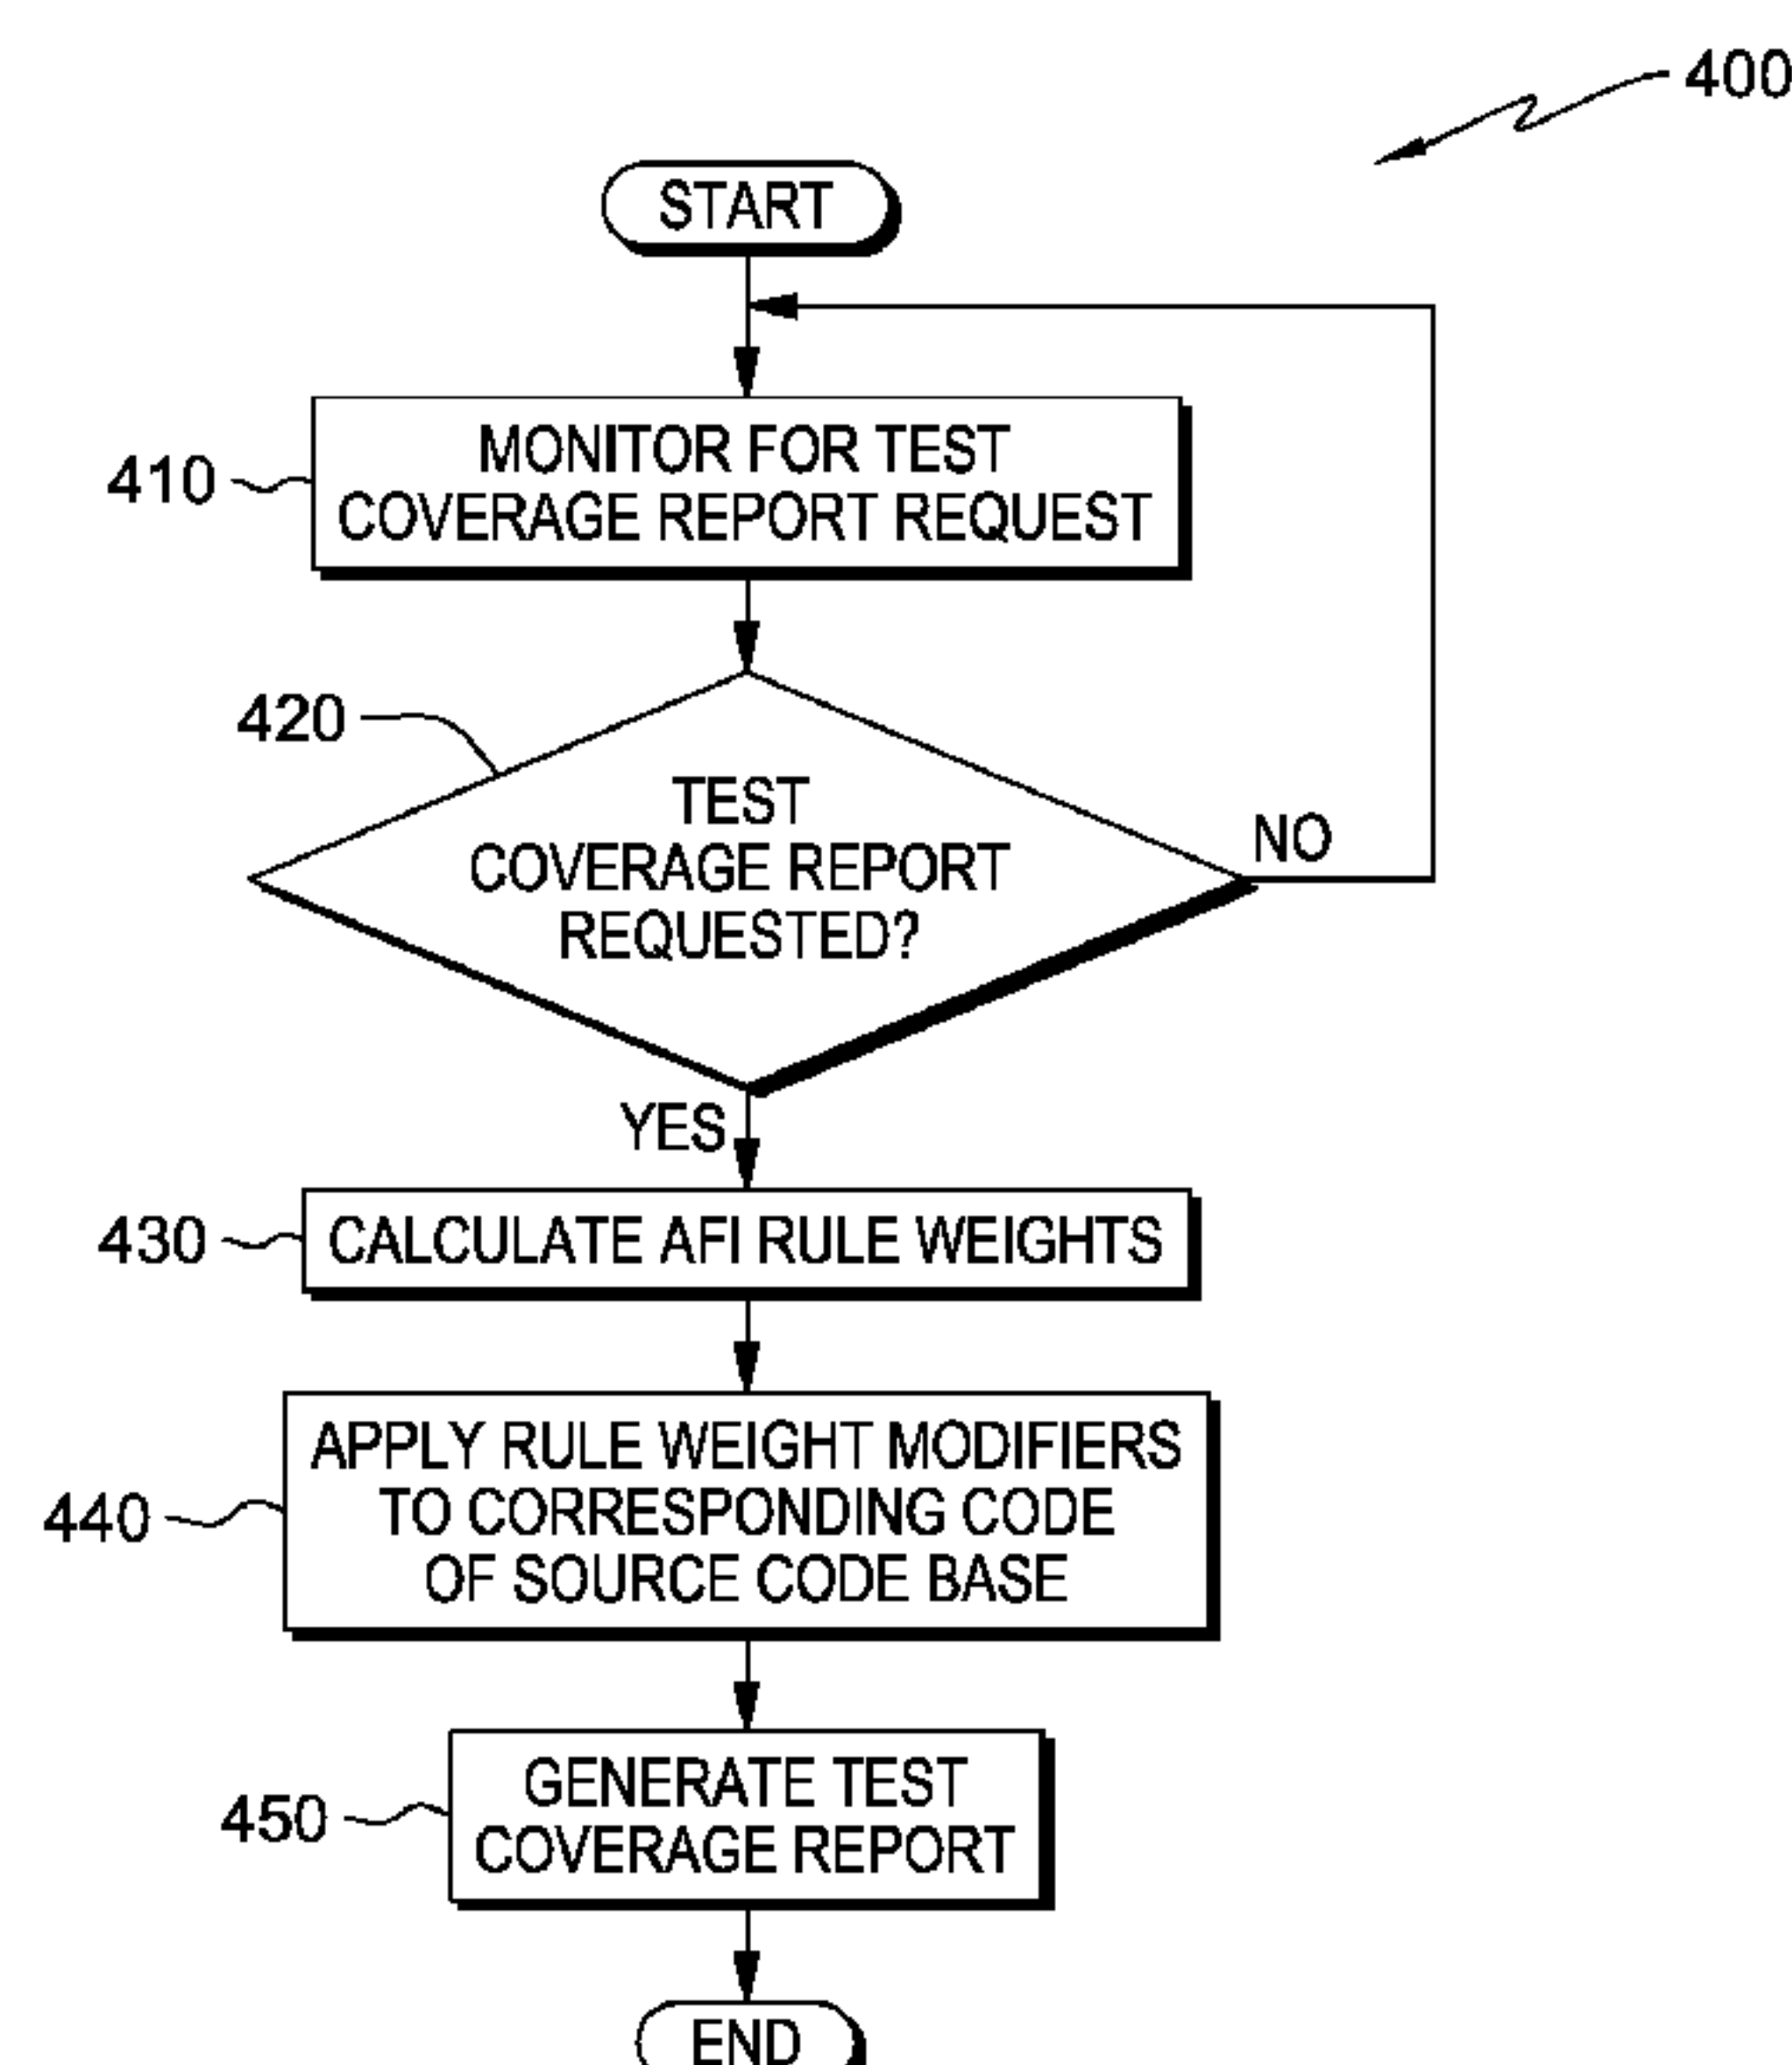 400
START
410
MONITOR FOR TEST
COVERAGE REPORT REQUEST
420
TEST
COVERAGE REPORT
REQUESTED?
NO
YES
430
CALCULATE AFI RULE WEIGHTS
440
APPLY RULE WEIGHT MODIFIERS
TO CORRESPONDING CODE
OF SOURCE CODE BASE
450
GENERATE TEST
COVERAGE REPORT
END